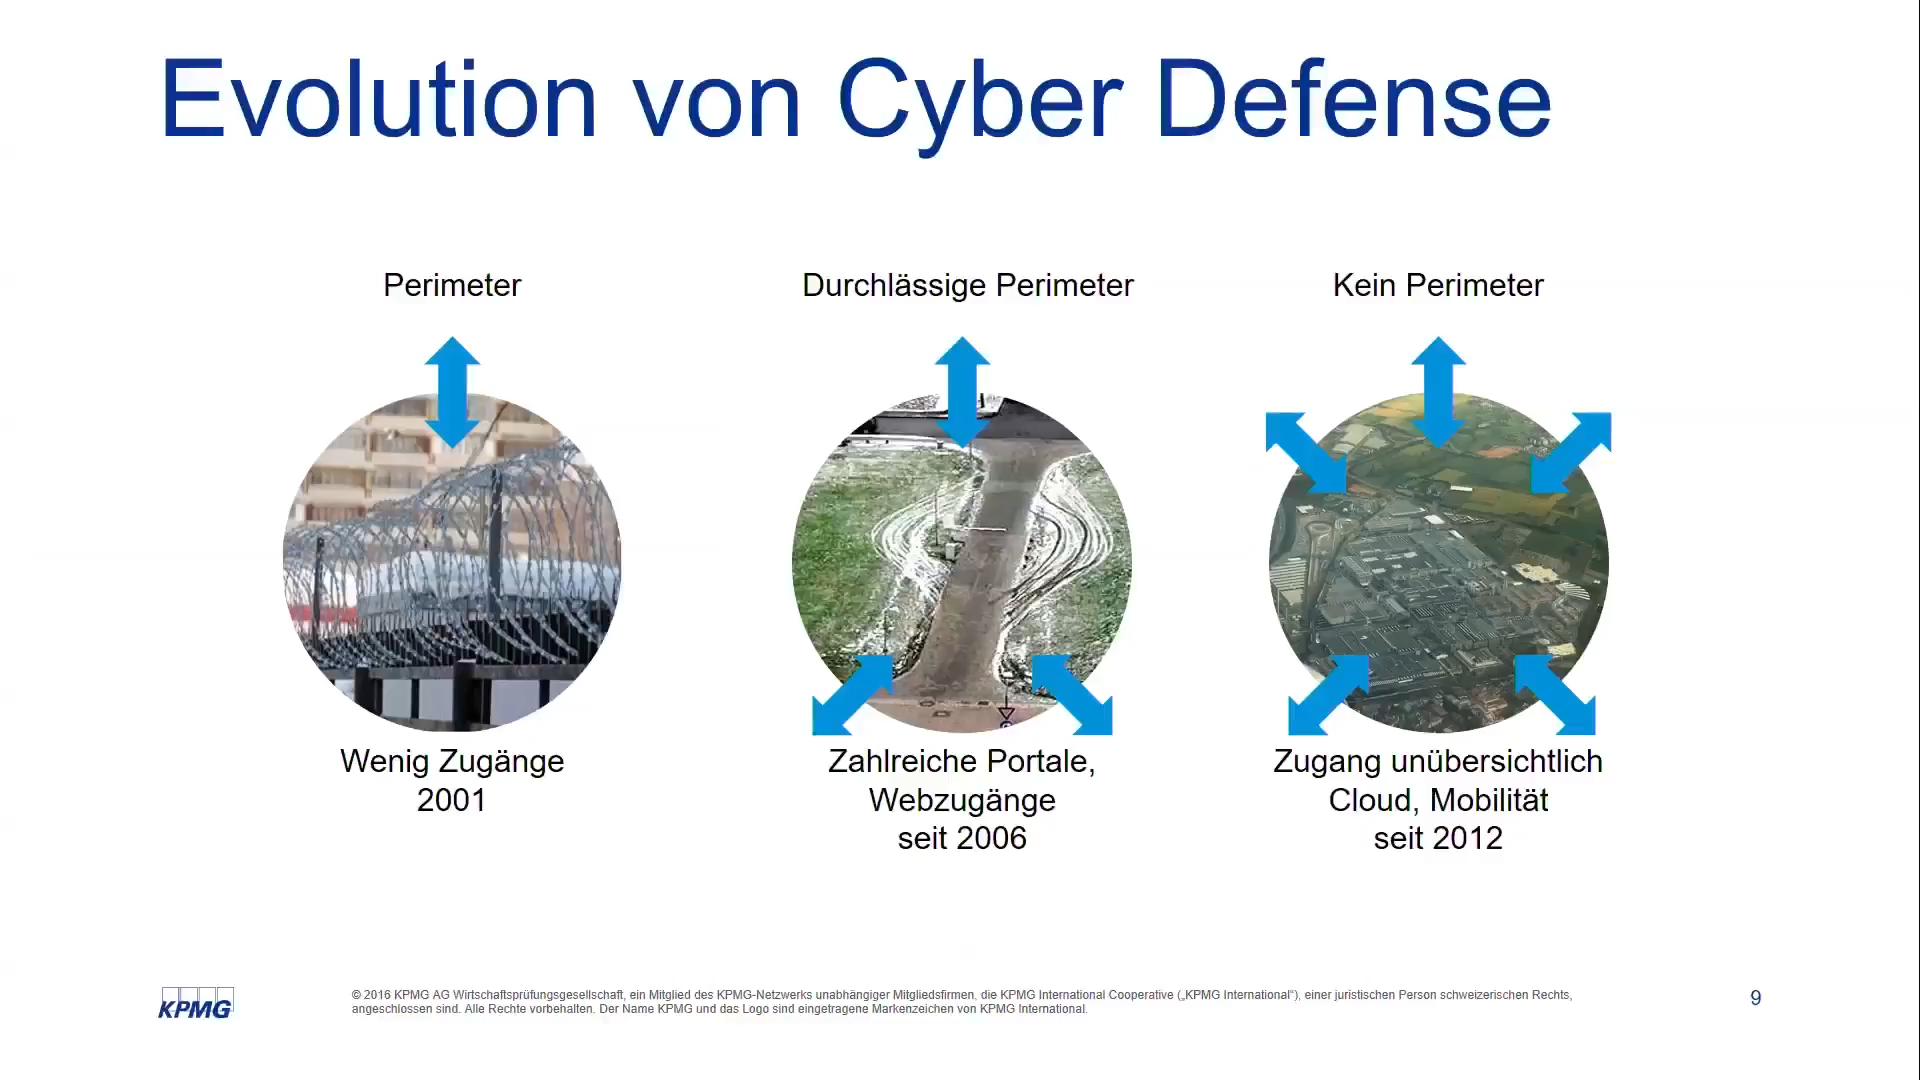 Evolution von Cyber Defense
Perimeter
Durchlässige Perimeter
Kein Perimeter
Wenig Zugänge
2001
Zahlreiche Portale,
Webzugänge
seit 2006
Zugang unübersichtlich
Cloud, Mobilität
seit 2012
KPMG
© 2016 KPMG AG Wirtschaftsprüfungsgesellschaft, ein Mitglied des KPMG-Netzwerks unabhängiger Mitgliedsfirmen, die KPMG International Cooperative („KPMG International“), einer juristischen Person schweizerischen Rechts,
angeschlossen sind. Alle Rechte vorbehalten. Der Name KPMG und das Logo sind eingetragene Markenzeichen von KPMG International.
9